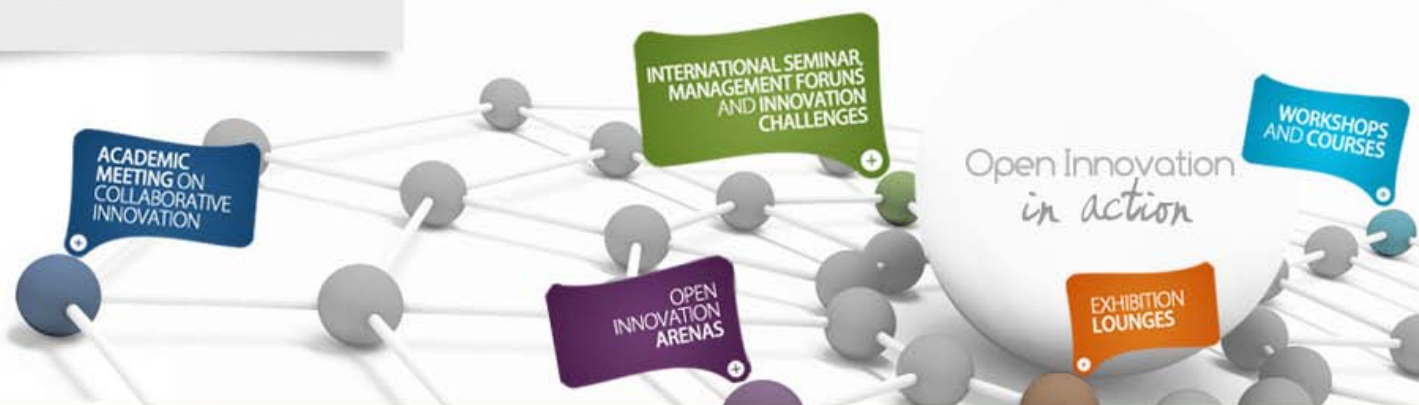 ACADEMIC
MEETING ON
COLLABORATIVE
INNOVATION
INTERNATIONAL SEMINAR,
MANAGEMENT FORUNS
AND INNOVATION
CHALLENGES
OPEN
INNOVATION
ARENAS
Open Innovation
in action
WORKSHOPS
AND COURSES
EXHIBITION
LOUNGES